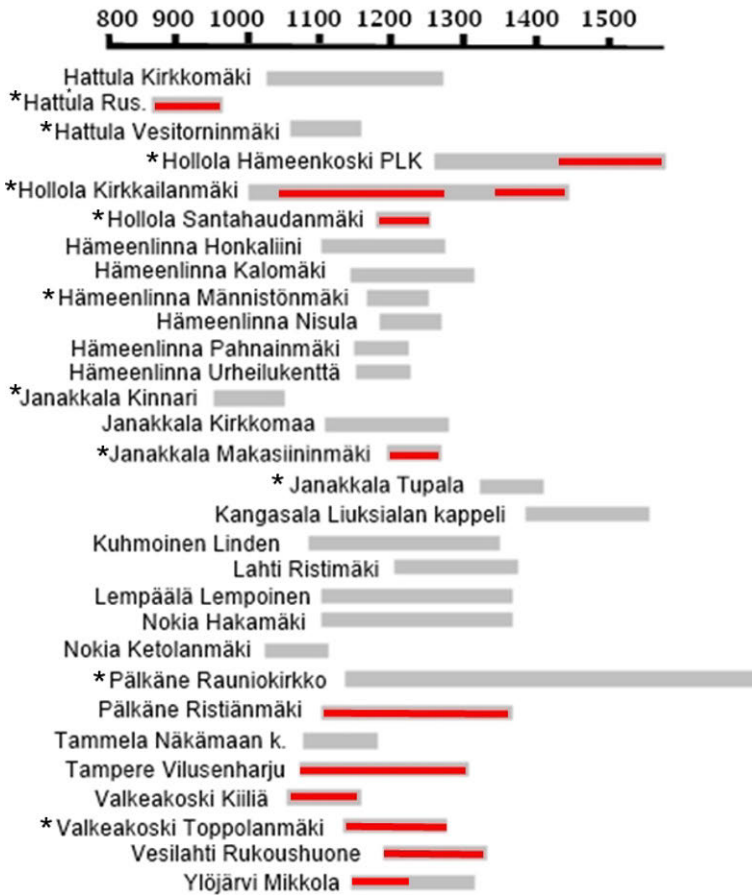 800 900 1000 1100 1200 1300 1400 1500
Hattula Kirkkomäki
*Hattula Rus.
*Hattula Vesitorninmäki
*Hollola Hämeenkoski PLK
*Hollola Kirkkailanmäki
*Hollola Santahaudanmäki
Hämeenlinna Honkaliini
Hämeenlinna Kalomäki
*Hämeenlinna Männistönmäki
Hämeenlinna Nisula
Hämeenlinna Pahnainmäki
Hämeenlinna Urheilukenttä
*Janakkala Kinnari
Janakkala Kirkkomaa
*Janakkala Makasiininmäki
* Janakkala Tupala
Kangasala Liuksialan kappeli
Kuhmoinen Linden
Lahti Ristimäki
Lempäälä Lempoinen
Nokia Hakamäki
Nokia Ketolanmäki
*Pälkäne Rauniokirkko
Pälkäne Ristiänmäki
Tammela Näkämaan k.
Tampere Vilusenharju
Valkeakoski Kiiliä
*Valkeakoski Toppolanmäki
Vesilahti Rukoushuone
Ylöjärvi Mikkola